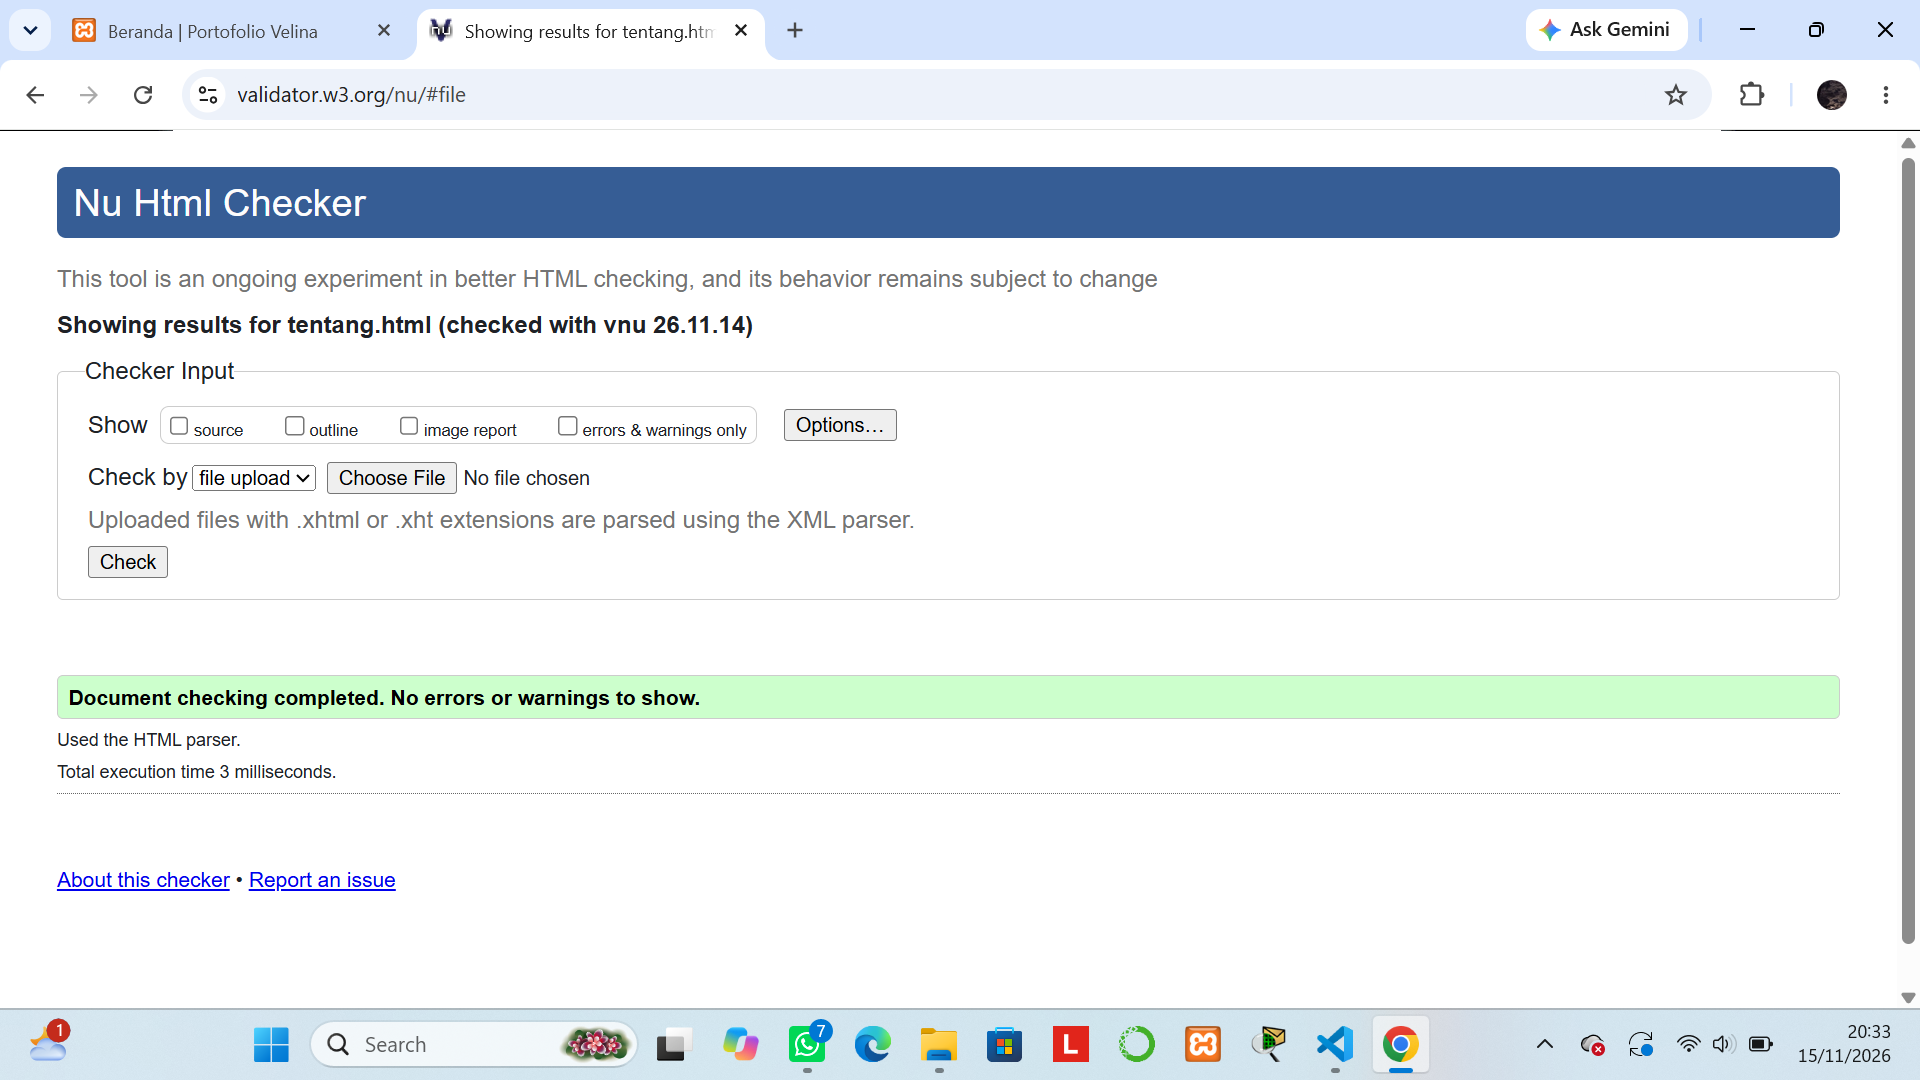 Beranda | Portofolio Velina
Showing results for tentang.htm
Ask Gemini
validator.w3.org/nu/#file
Nu Html Checker
This tool is an ongoing experiment in better HTML checking, and its behavior remains subject to change
Showing results for tentang.html (checked with vnu 26.11.14)
Checker Input
Show source outline image report errors & warnings only Options…
Check by file upload Choose File No file chosen
Uploaded files with .xhtml or .xht extensions are parsed using the XML parser.
Check
Document checking completed. No errors or warnings to show.
Used the HTML parser.
Total execution time 3 milliseconds.
About this checker • Report an issue
1
Search
7
L
20:33
15/11/2026